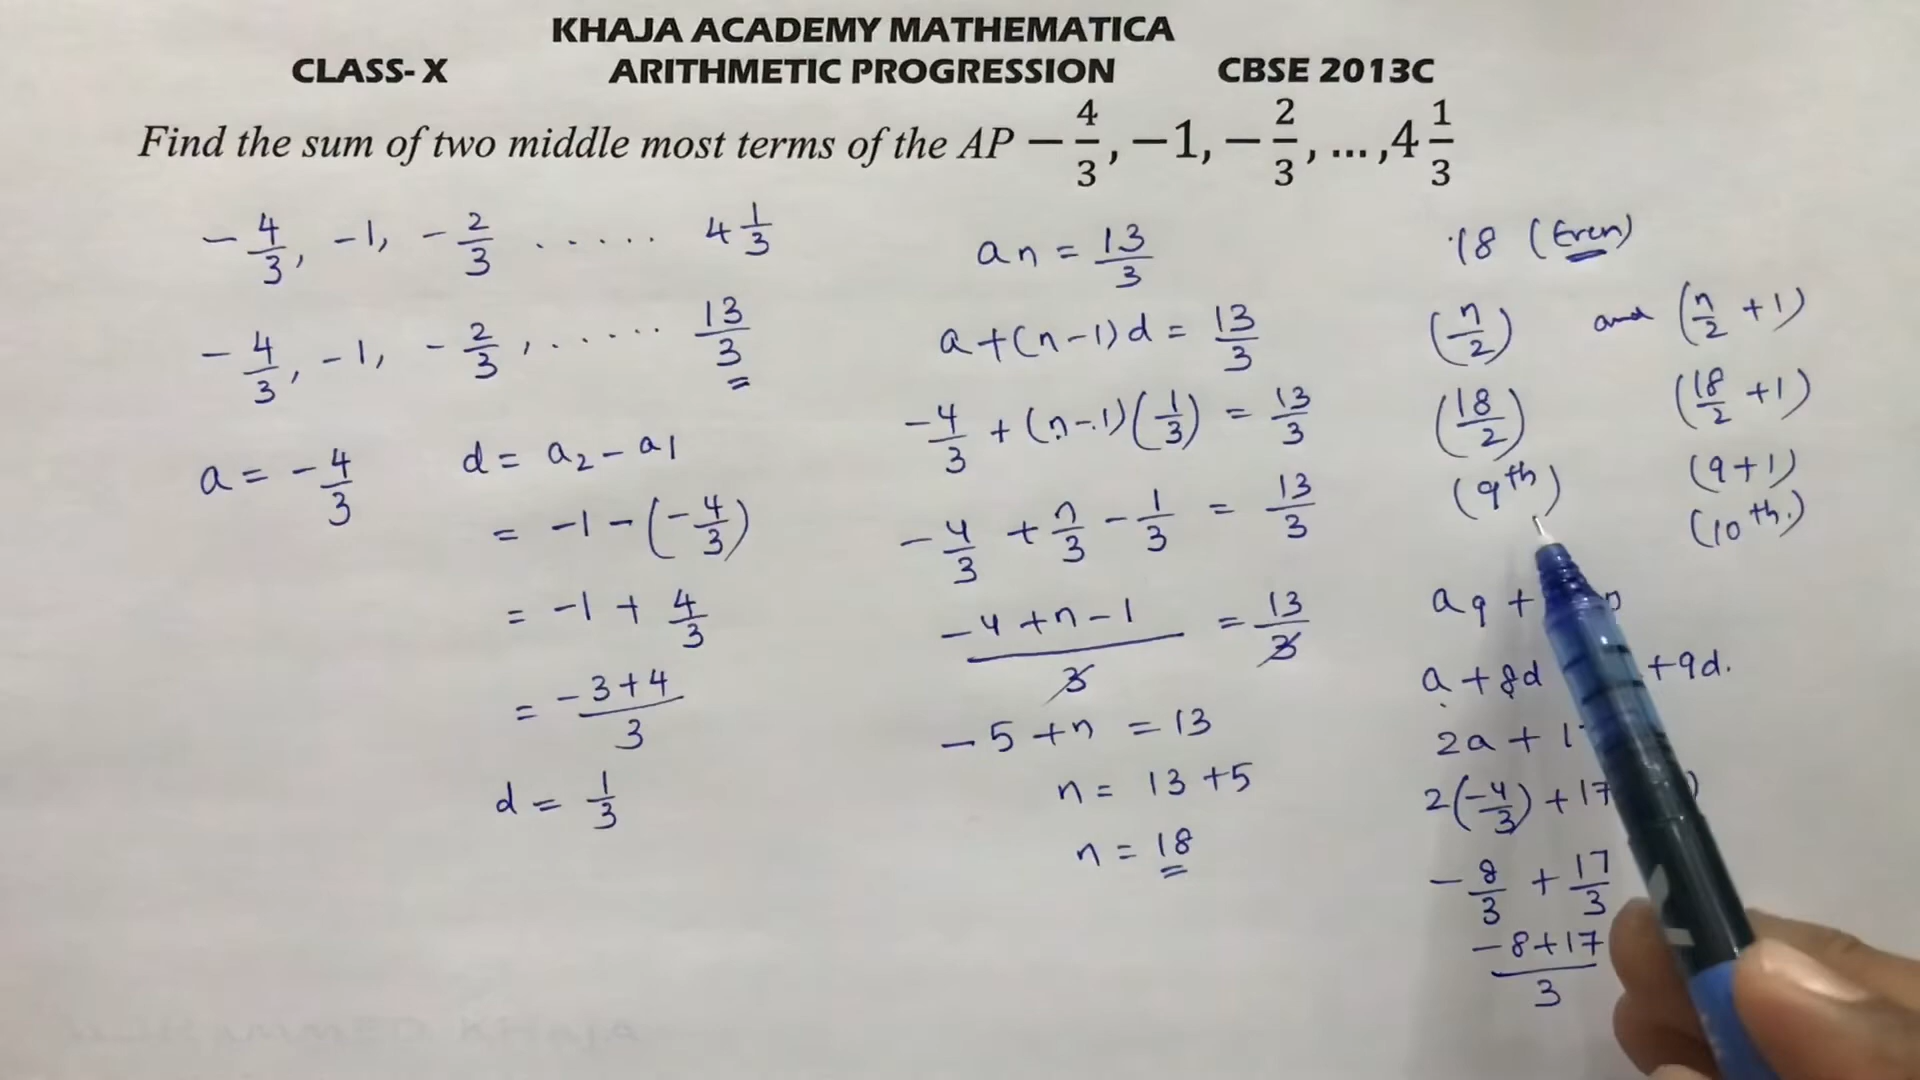 KHAJA ACADEMY MATHEMATICA
CLASS- X ARITHMETIC PROGRESSION CBSE 2013C
Find the sum of two middle most terms of the AP −4/3, −1, −2/3, ... ,4 1/3
−4/3, −1, −2/3 ..... 4 1/3
−4/3, −1, −2/3, ..... 13/3
a = −4/3
d = a2 − a1
= −1 − (−4/3)
= −1 + 4/3
= −3+4/3
d = 1/3
an = 13/3
a+(n−1)d = 13/3
−4/3 + (n−1)(1/3) = 13/3
−4/3 + n/3 − 1/3 = 13/3
−4+n−1/3 = 13/3
−5+n = 13
n = 13+5
n = 18
18 (Even)
(n/2) and (n/2 +1)
(18/2) (18/2 +1)
(9th) (9+1)
(10th.)
a9 +
a+8d +9d.
2a +
2(−4/3) + 17
−8/3 + 17/3
−8+17/3